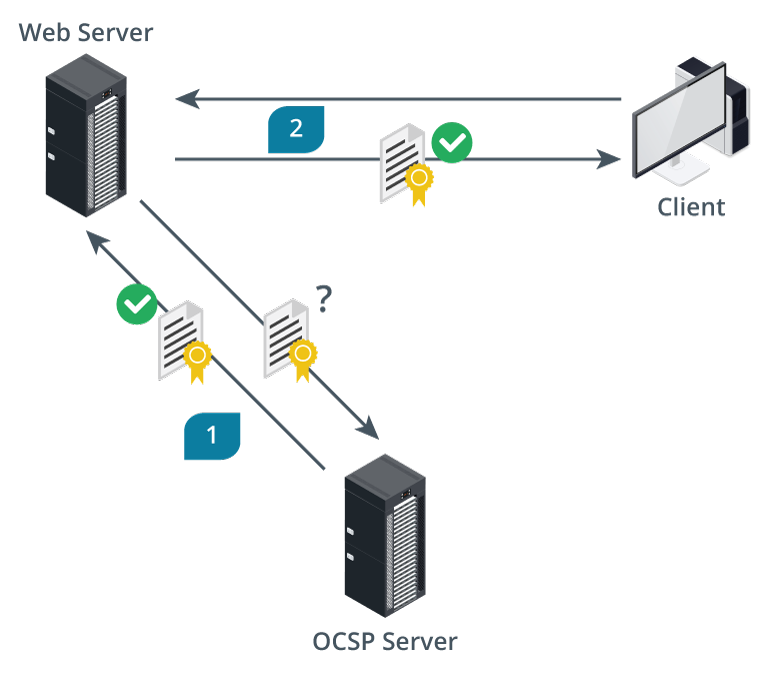 Web Server
2
Client
?
1
OCSP Server